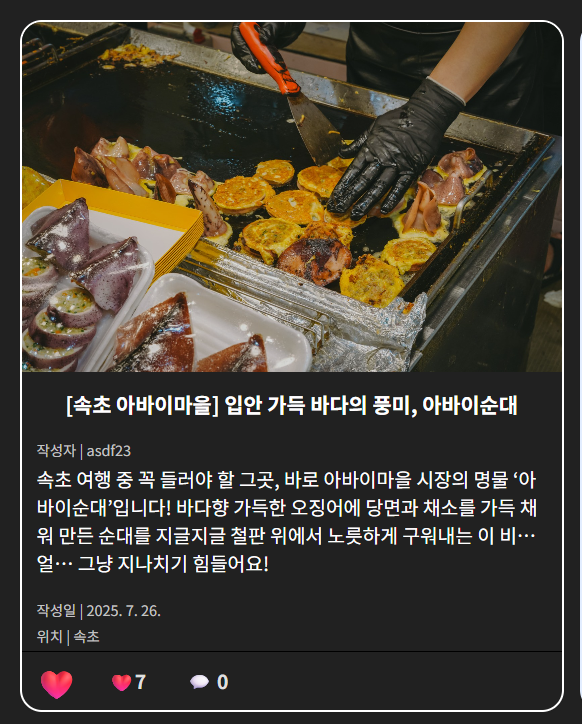 [속초 아바이마을] 입안 가득 바다의 풍미, 아바이순대
작성자 | asdf23
속초 여행 중 꼭 들러야 할 그곳, 바로 아바이마을 시장의 명물 ‘아
바이순대’입니다! 바다향 가득한 오징어에 당면과 채소를 가득 채
워 만든 순대를 지글지글 철판 위에서 노릇하게 구워내는 이 비…
얼… 그냥 지나치기 힘들어요!
작성일 | 2025. 7. 26.
위치 | 속초
7 0